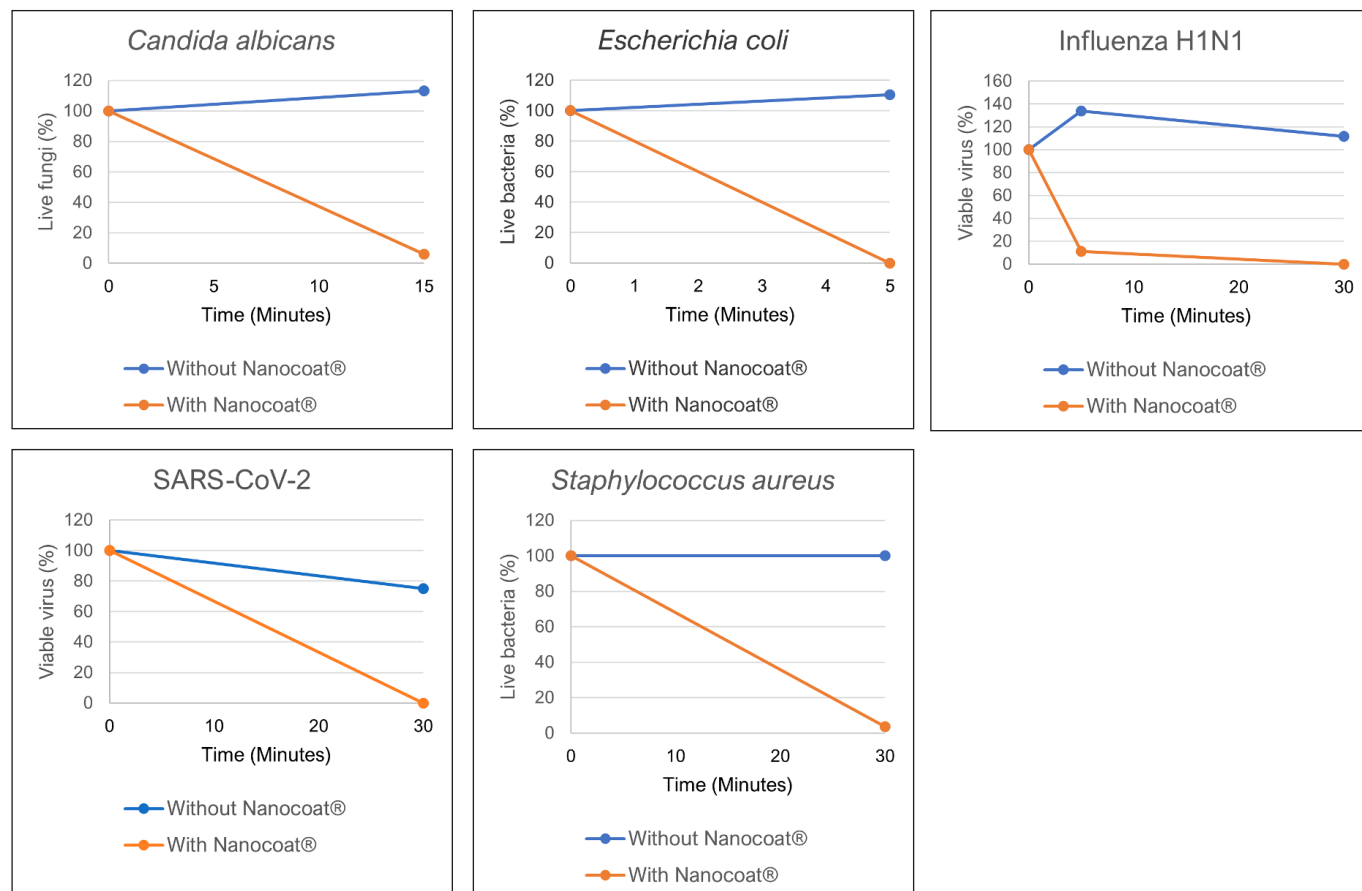 Candida albicans
Live fungi (%)
120
100
80
60
40
20
0
0 5 10 15
Time (Minutes)
Without Nanocoat®
With Nanocoat®
Escherichia coli
Live bacteria (%)
120
100
80
60
40
20
0
0 1 2 3 4 5
Time (Minutes)
Without Nanocoat®
With Nanocoat®
Influenza H1N1
Viable virus (%)
160
140
120
100
80
60
40
20
0
0 10 20 30
Time (Minutes)
Without Nanocoat®
With Nanocoat®
SARS-CoV-2
Viable virus (%)
120
100
80
60
40
20
0
0 10 20 30
Time (Minutes)
Without Nanocoat®
With Nanocoat®
Staphylococcus aureus
Live bacteria (%)
120
100
80
60
40
20
0
0 10 20 30
Time (Minutes)
Without Nanocoat®
With Nanocoat®